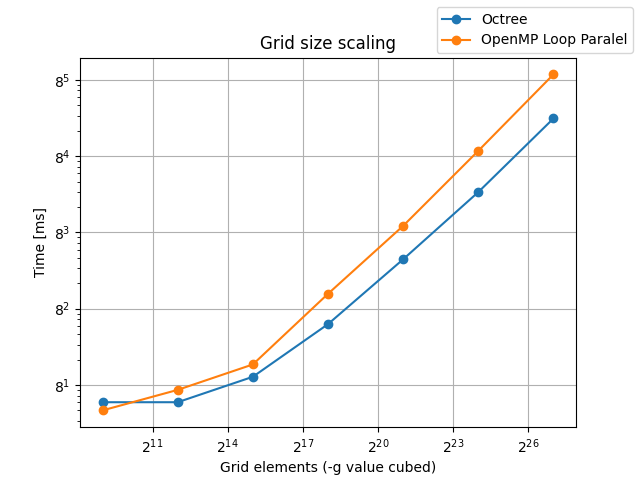 Octree
OpenMP Loop Paralel
Grid size scaling
8^5
8^4
8^3
8^2
8^1
Time [ms]
2^11 2^14 2^17 2^20 2^23 2^26
Grid elements (-g value cubed)